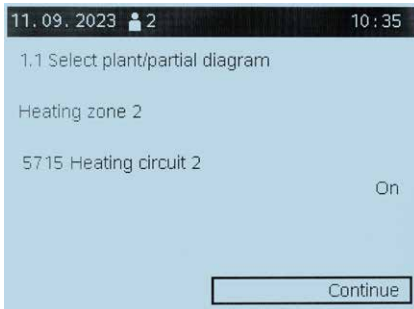 11.09.2023 2 10:35
1.1 Select plant/partial diagram
Heating zone 2
5715 Heating circuit 2
On
Continue